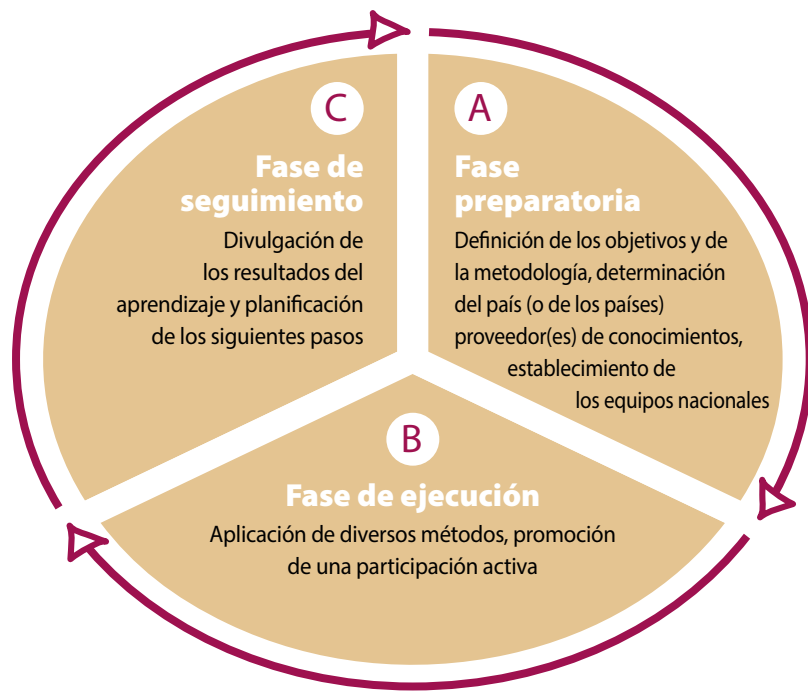 A
Fase
preparatoria
Definición de los objetivos y de
la metodología, determinación
del país (o de los países)
proveedor(es) de conocimientos,
establecimiento de
los equipos nacionales
B
Fase de ejecución
Aplicación de diversos métodos, promoción
de una participación activa
C
Fase de
seguimiento
Divulgación de
los resultados del
aprendizaje y planificación
de los siguientes pasos